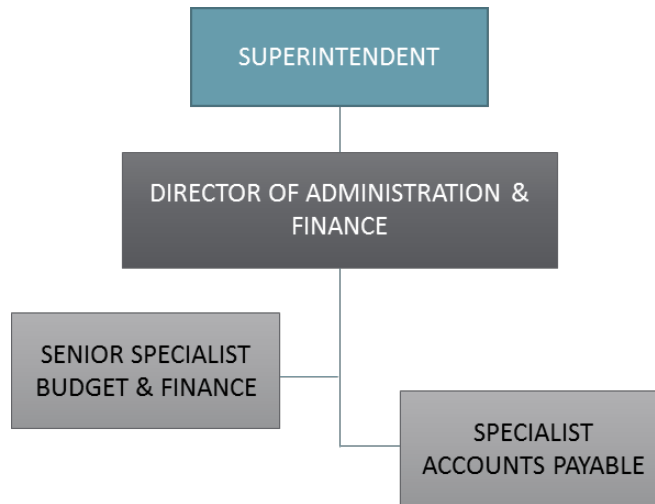 SUPERINTENDENT
DIRECTOR OF ADMINISTRATION &
FINANCE
SENIOR SPECIALIST
BUDGET & FINANCE
SPECIALIST
ACCOUNTS PAYABLE